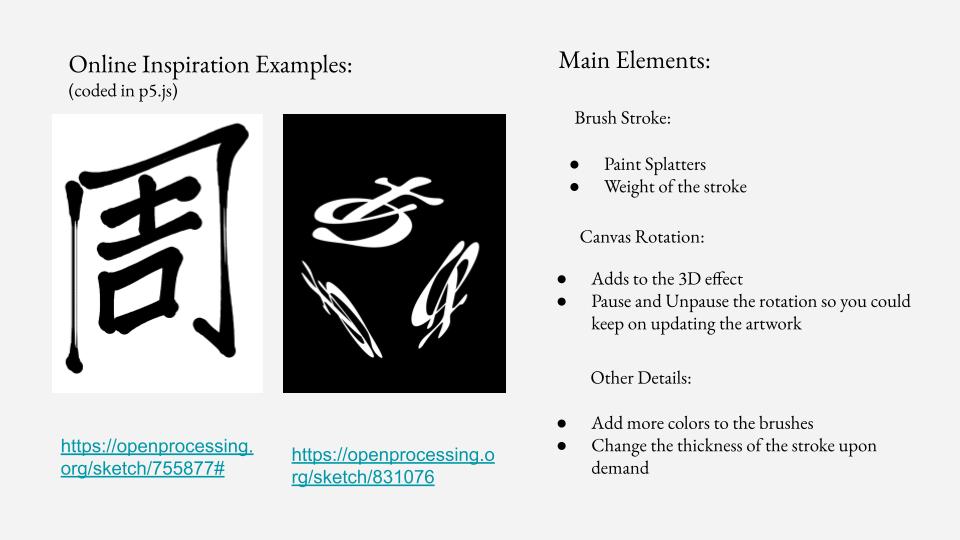 Online Inspiration Examples:
(coded in p5.js)
周
https://openprocessing.
org/sketch/755877#
https://openprocessing.o
rg/sketch/831076
Main Elements:
Brush Stroke:
● Paint Splatters
● Weight of the stroke
Canvas Rotation:
● Adds to the 3D effect
● Pause and Unpause the rotation so you could
keep on updating the artwork
Other Details:
● Add more colors to the brushes
● Change the thickness of the stroke upon
demand